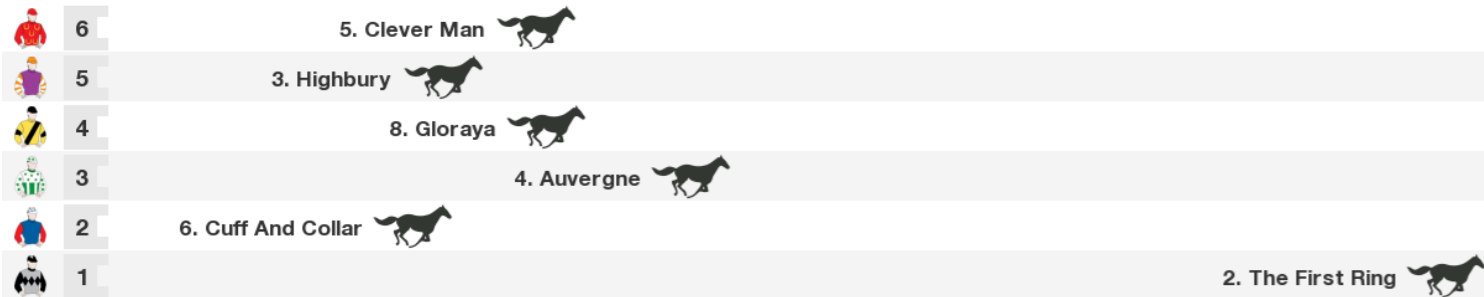 6 5. Clever Man
5 3. Highbury
4 8. Gloraya
3 4. Auvergne
2 6. Cuff And Collar
1 2. The First Ring